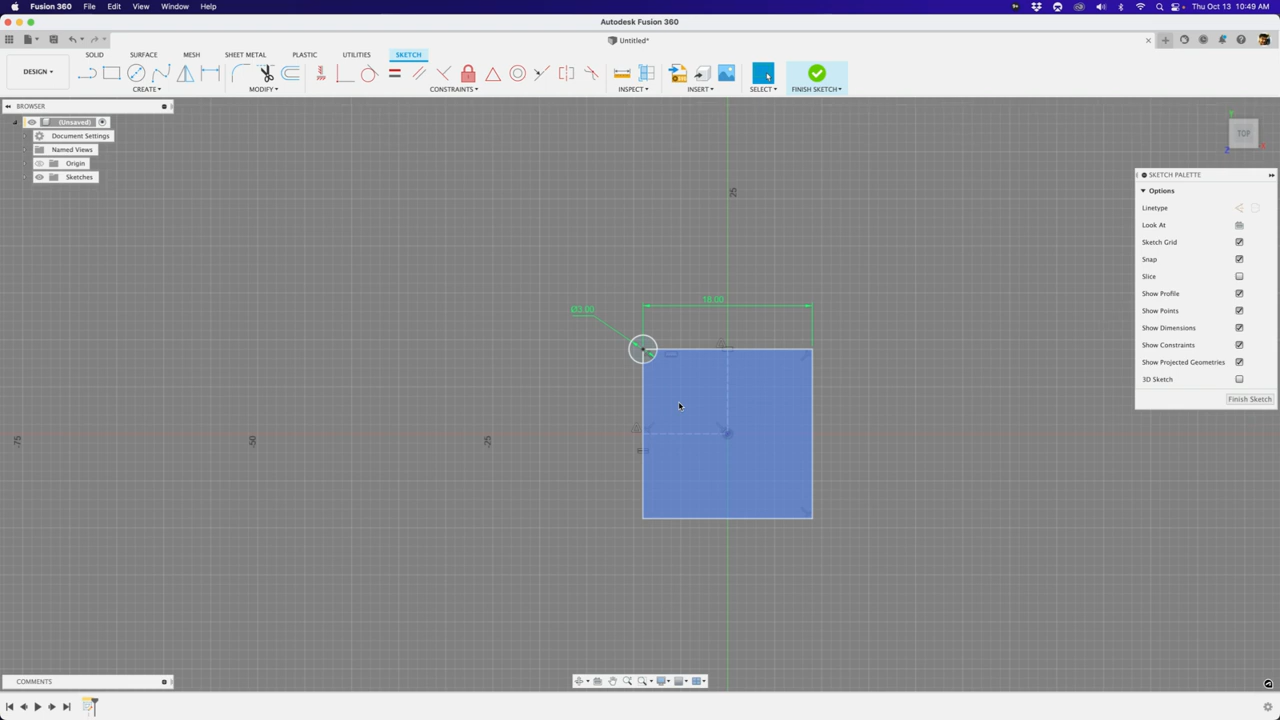 Fusion 360 File Edit View Window Help Thu Oct 13 10:49 AM
Autodesk Fusion 360
Untitled*
SOLID SURFACE MESH SHEET METAL PLASTIC UTILITIES SKETCH
DESIGN
CREATE MODIFY CONSTRAINTS INSPECT INSERT SELECT FINISH SKETCH
BROWSER
(Unsaved)
Document Settings
Named Views
Origin
Sketches
TOP
Y
X
Z
SKETCH PALETTE
Options
Linetype
Look At
Sketch Grid
Snap
Slice
Show Profile
Show Points
Show Dimensions
Show Constraints
Show Projected Geometries
3D Sketch
Finish Sketch
25
18.00
Ø3.00
-75
-50
-25
COMMENTS